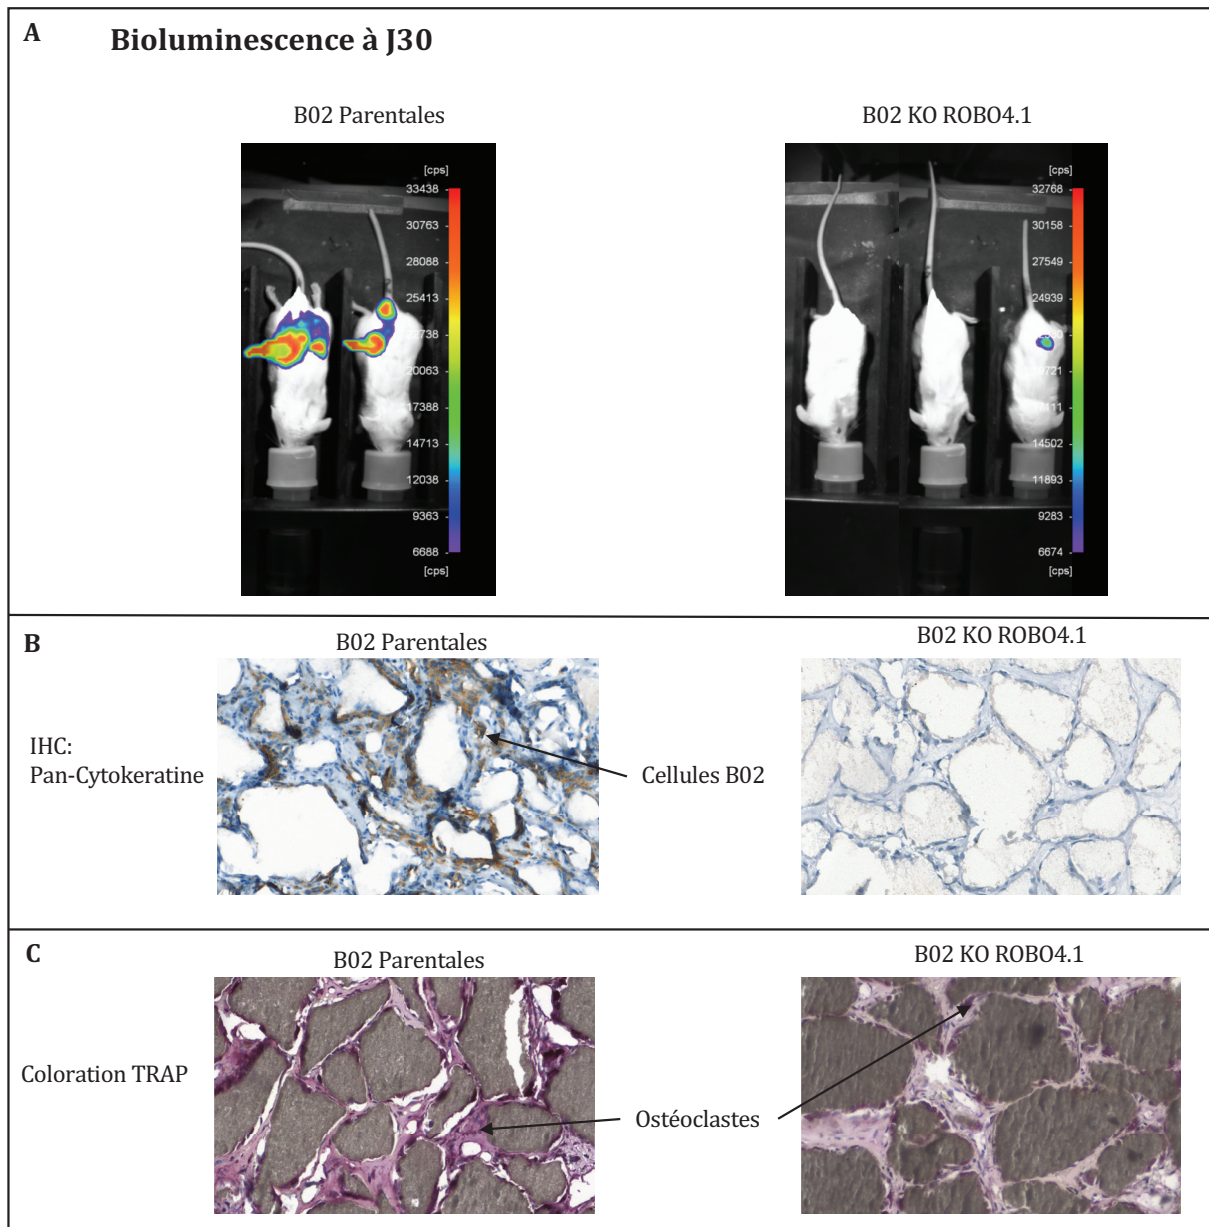 A
Bioluminescence à J30
B02 Parentales
B02 KO ROBO4.1
[cps]
33438
30763
28088
25413
22738
20063
17388
14713
12038
9363
6688
[cps]
[cps]
32768
30158
27549
24939
14502
11893
9283
6674
[cps]
B
B02 Parentales
B02 KO ROBO4.1
IHC:
Pan-Cytokeratine
Cellules B02
C
B02 Parentales
B02 KO ROBO4.1
Coloration TRAP
Ostéoclastes